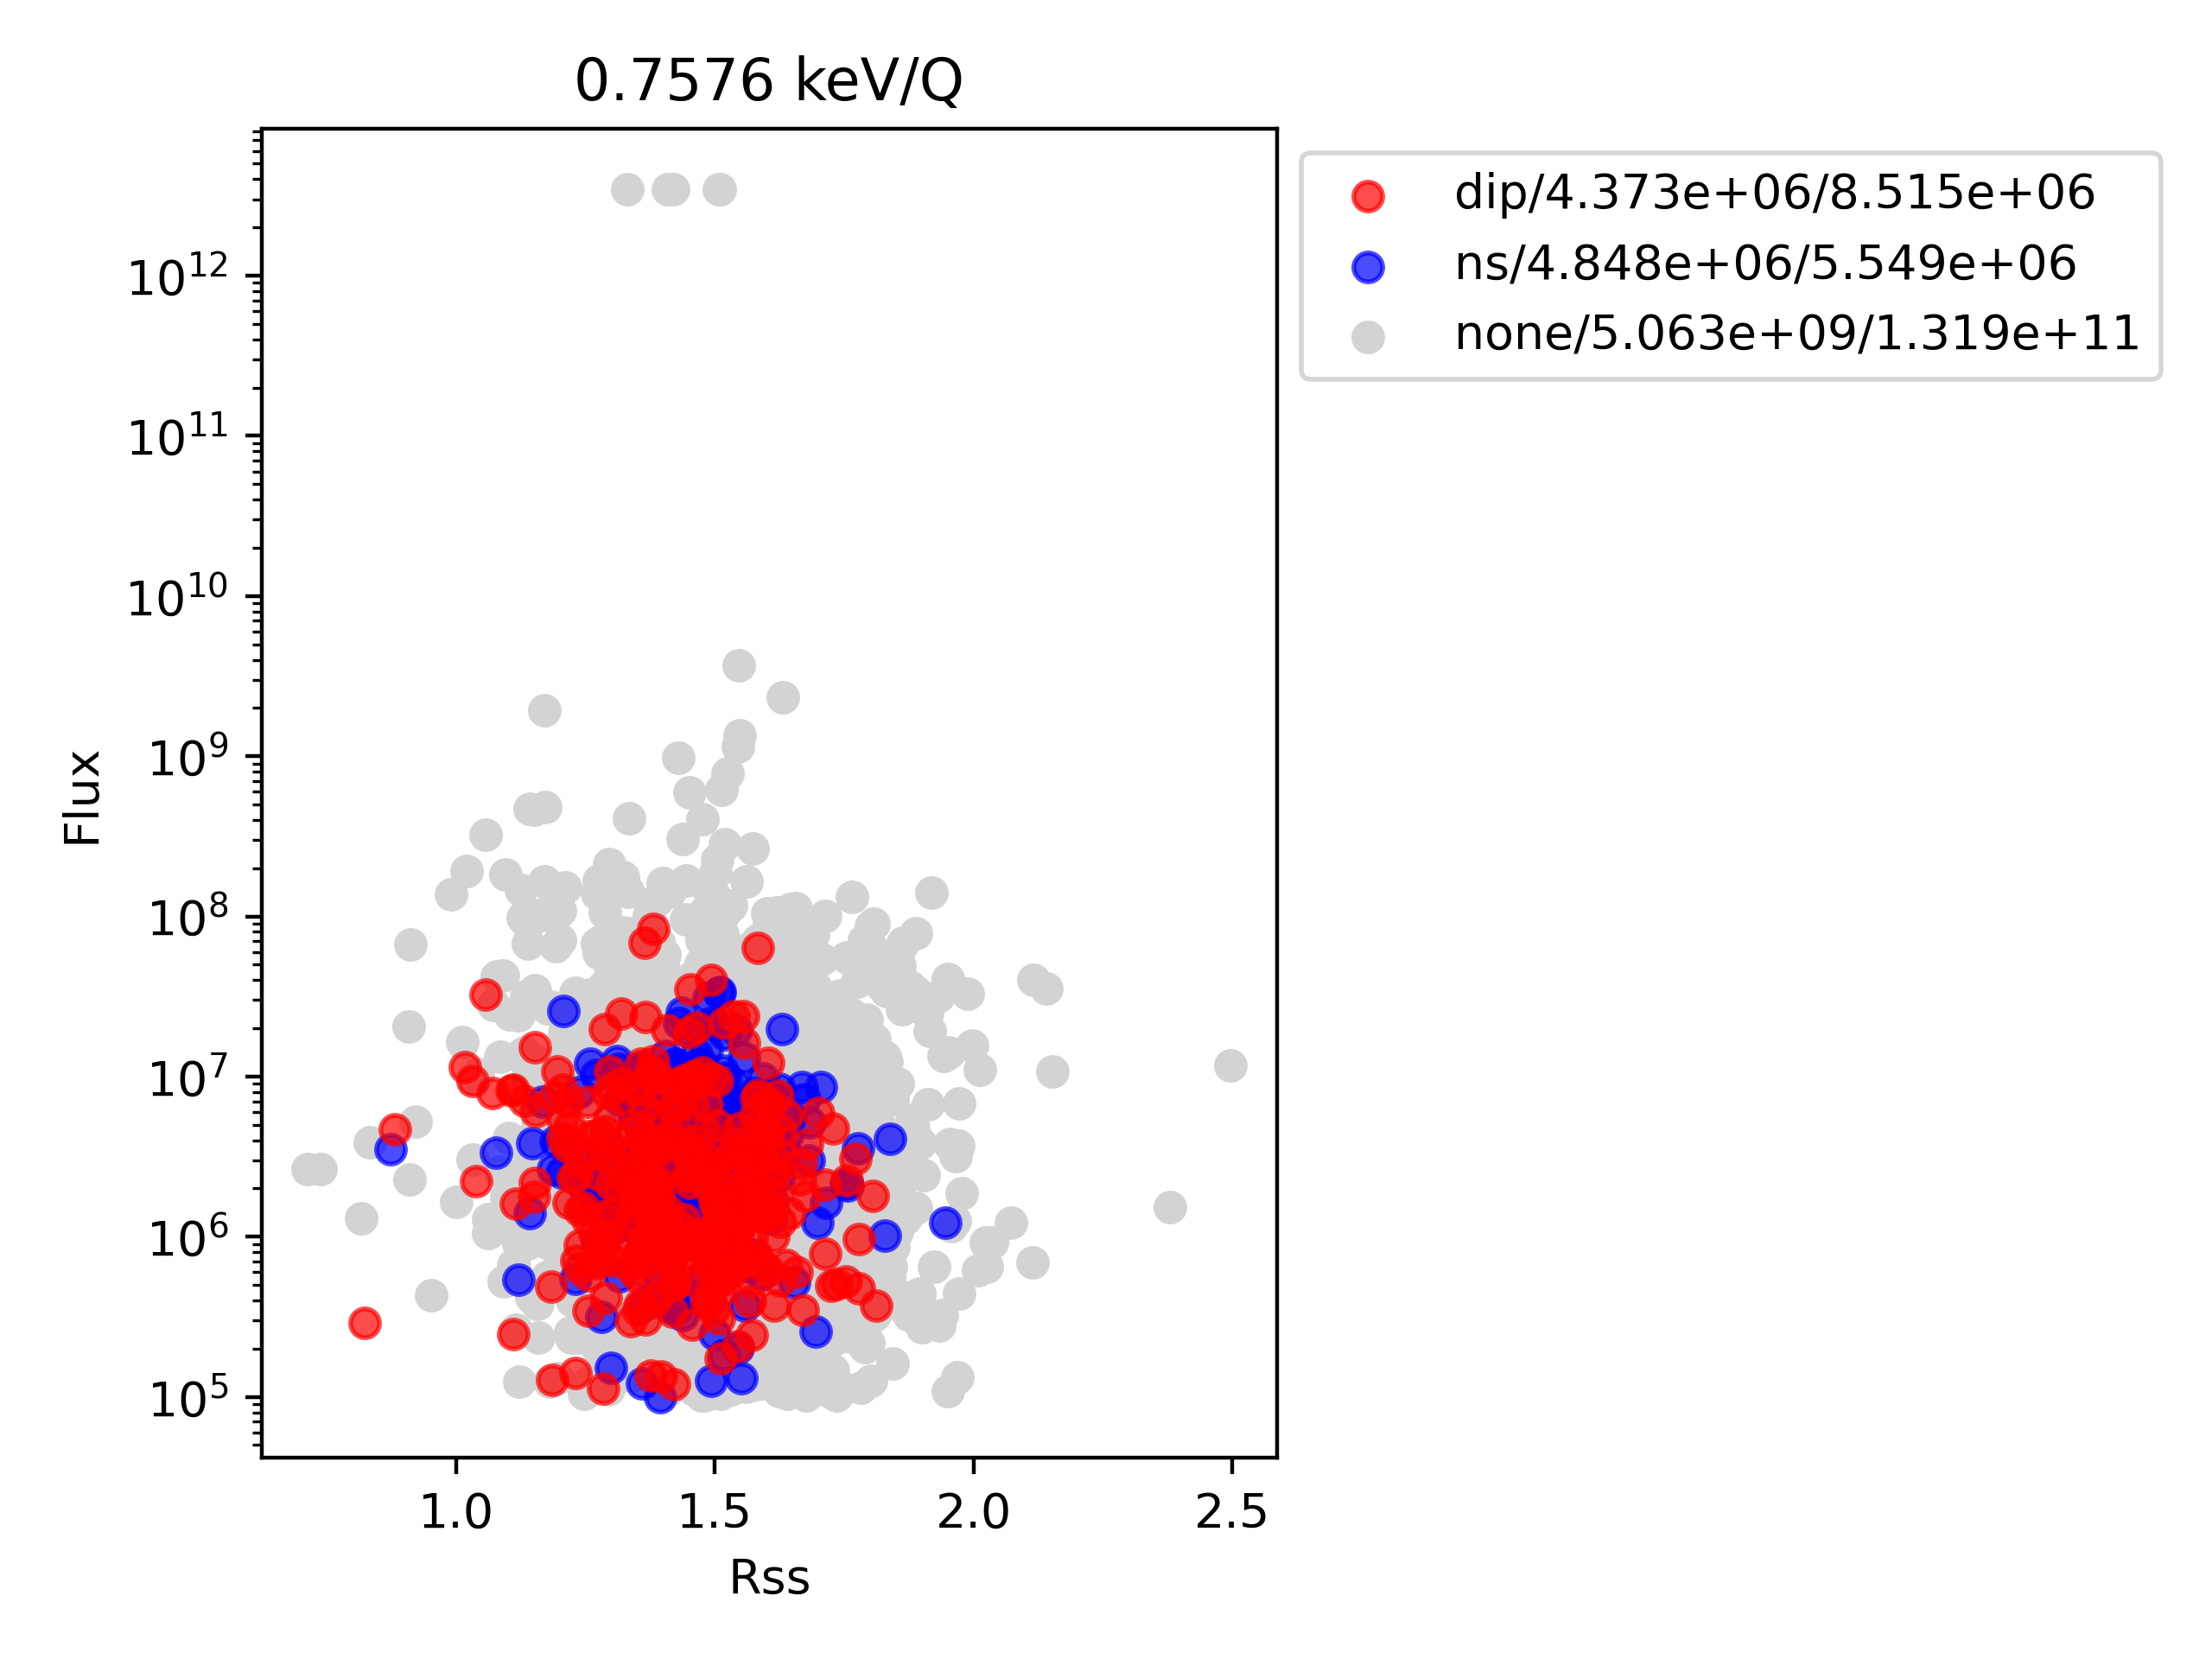 0.7576 keV/Q
dip/4.373e+06/8.515e+06
ns/4.848e+06/5.549e+06
none/5.063e+09/1.319e+11
Flux
10¹²
10¹¹
10¹⁰
10⁹
10⁸
10⁷
10⁶
10⁵
1.0 1.5 2.0 2.5
Rss